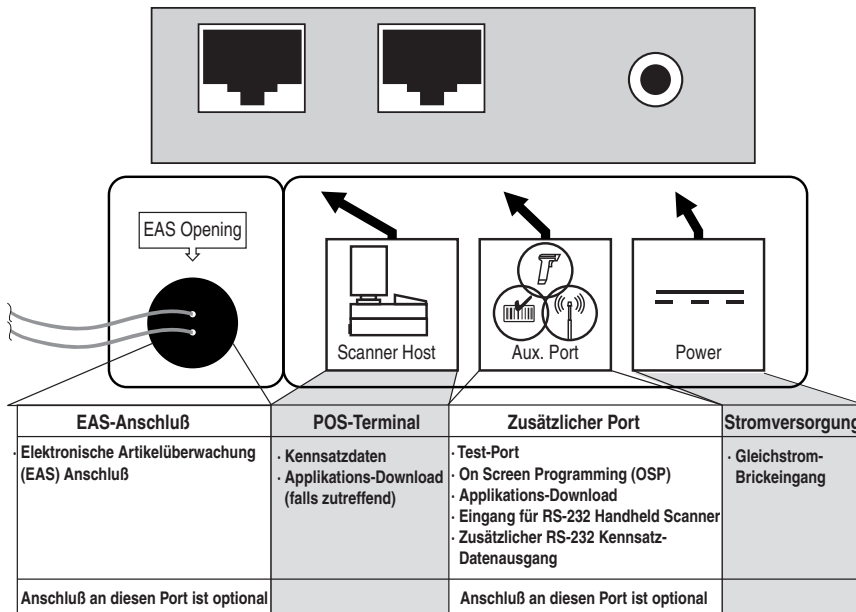 EAS Opening
Scanner Host
Aux. Port
Power
EAS-Anschluß
· Elektronische Artikelüberwachung
(EAS) Anschluß
Anschluß an diesen Port ist optional
POS-Terminal
· Kennsatzdaten
· Applikations-Download
(falls zutreffend)
Zusätzlicher Port
· Test-Port
· On Screen Programming (OSP)
· Applikations-Download
· Eingang für RS-232 Handheld Scanner
· Zusätzlicher RS-232 Kennsatz-
Datenausgang
Anschluß an diesen Port ist optional
Stromversorgung
· Gleichstrom-
Brickeingang